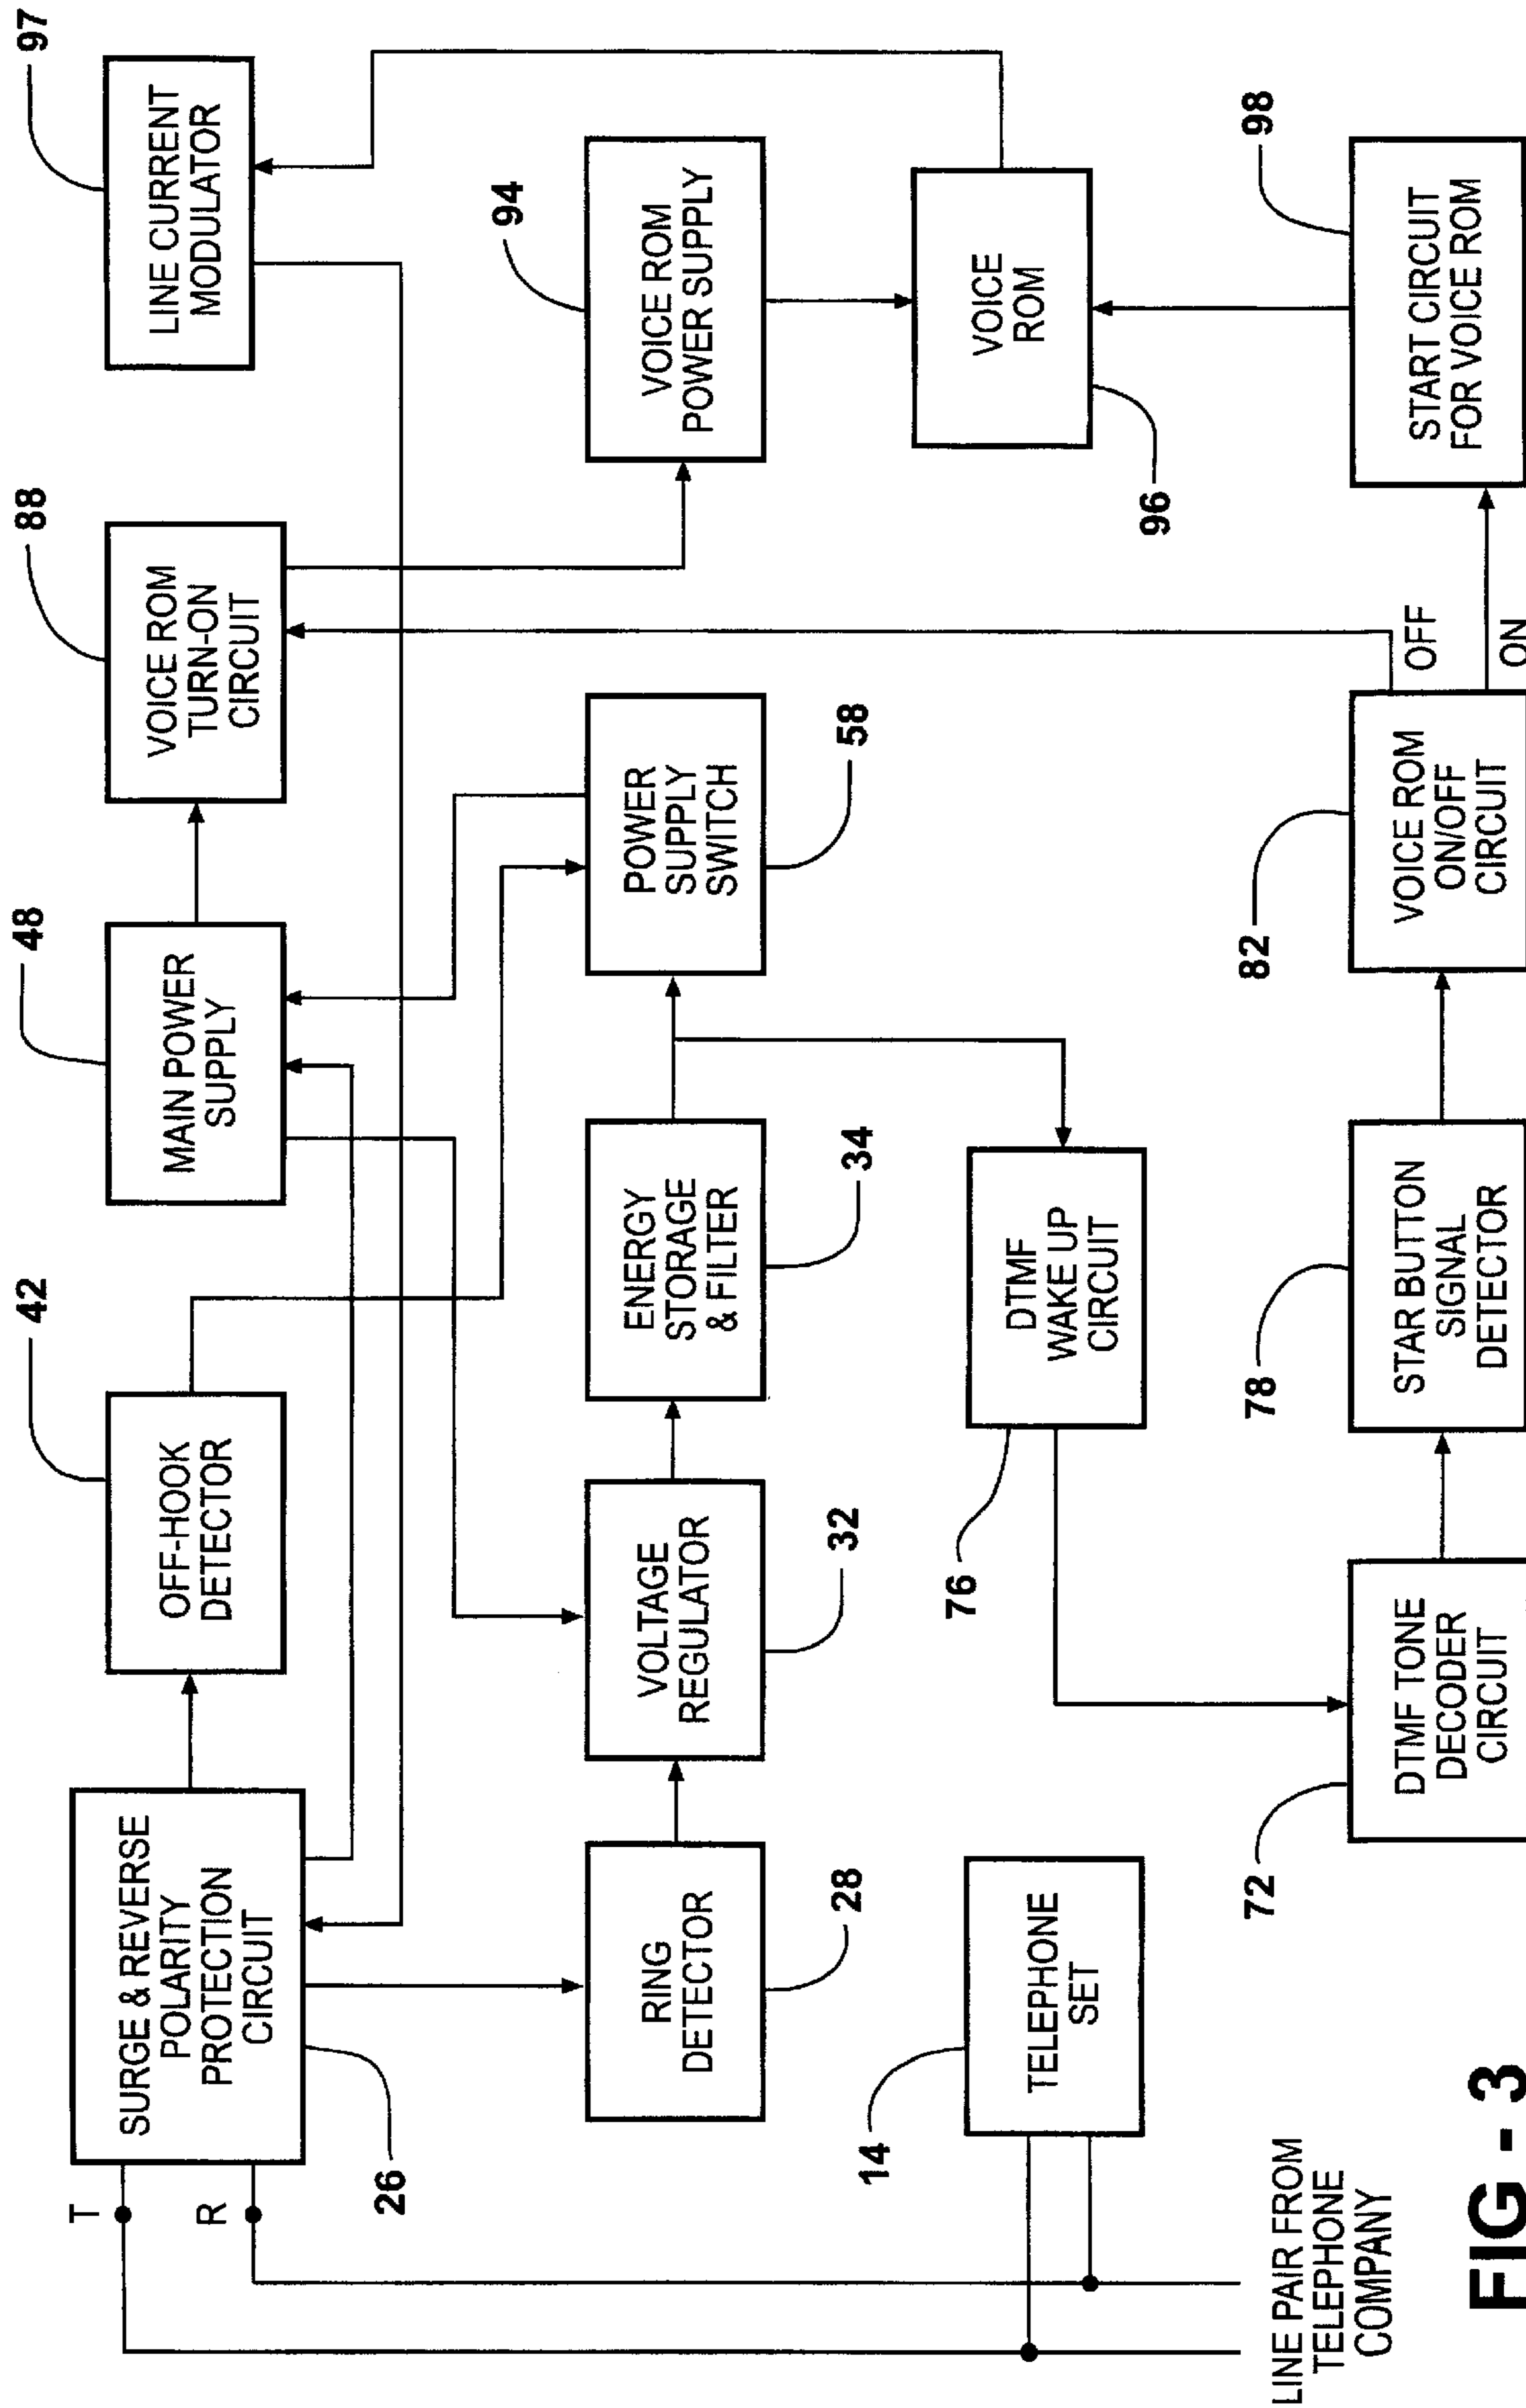 T
R
SURGE & REVERSE
POLARITY
PROTECTION
CIRCUIT
26
OFF-HOOK
DETECTOR
42
MAIN POWER
SUPPLY
48
VOICE ROM
TURN-ON
CIRCUIT
88
LINE CURRENT
MODULATOR
97
RING
DETECTOR
28
VOLTAGE
REGULATOR
32
ENERGY
STORAGE
& FILTER
34
POWER
SUPPLY
SWITCH
58
VOICE ROM
POWER SUPPLY
94
TELEPHONE
SET
14
DTMF
WAKE UP
CIRCUIT
76
VOICE
ROM
96
LINE PAIR FROM
TELEPHONE
COMPANY
DTMF TONE
DECODER
CIRCUIT
72
STAR BUTTON
SIGNAL
DETECTOR
78
VOICE ROM
ON/OFF
CIRCUIT
82
OFF
ON
START CIRCUIT
FOR VOICE ROM
98
FIG - 3